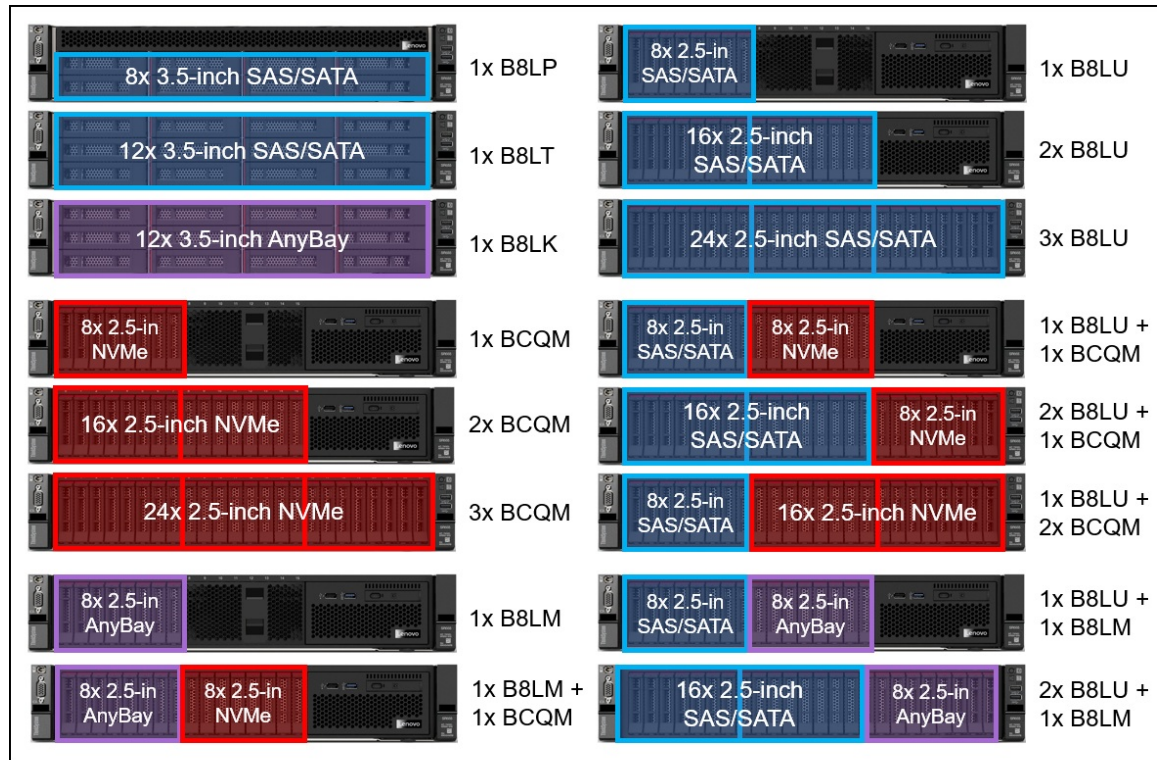 8x 3.5-inch SAS/SATA
1x B8LP
12x 3.5-inch SAS/SATA
1x B8LT
12x 3.5-inch AnyBay
1x B8LK
8x 2.5-in
SAS/SATA
1x B8LU
16x 2.5-inch
SAS/SATA
2x B8LU
24x 2.5-inch SAS/SATA
3x B8LU
8x 2.5-in
NVMe
1x BCQM
16x 2.5-inch NVMe
2x BCQM
24x 2.5-inch NVMe
3x BCQM
8x 2.5-in
SAS/SATA
8x 2.5-in
NVMe
1x B8LU +
1x BCQM
16x 2.5-inch
SAS/SATA
8x 2.5-in
NVMe
2x B8LU +
1x BCQM
8x 2.5-in
SAS/SATA
16x 2.5-inch NVMe
1x B8LU +
2x BCQM
8x 2.5-in
AnyBay
1x B8LM
8x 2.5-in
AnyBay
8x 2.5-in
NVMe
1x B8LM +
1x BCQM
8x 2.5-in
SAS/SATA
8x 2.5-in
AnyBay
1x B8LU +
1x B8LM
16x 2.5-inch
SAS/SATA
8x 2.5-in
AnyBay
2x B8LU +
1x B8LM